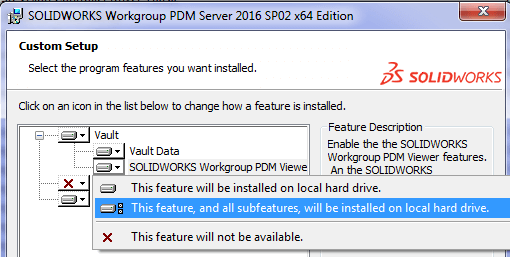 SOLIDWORKS Workgroup PDM Server 2016 SP02 x64 Edition
Custom Setup
Select the program features you want installed.
SOLIDWORKS
Click on an icon in the list below to change how a feature is installed.
Vault
Vault Data
SOLIDWORKS Workgroup PDM Viewe
Feature Description
Enable the the SOLIDWORKS
Workgroup PDM Viewer features.
An the SOLIDWORKS
This feature will be installed on local hard drive.
This feature, and all subfeatures, will be installed on local hard drive.
This feature will not be available.